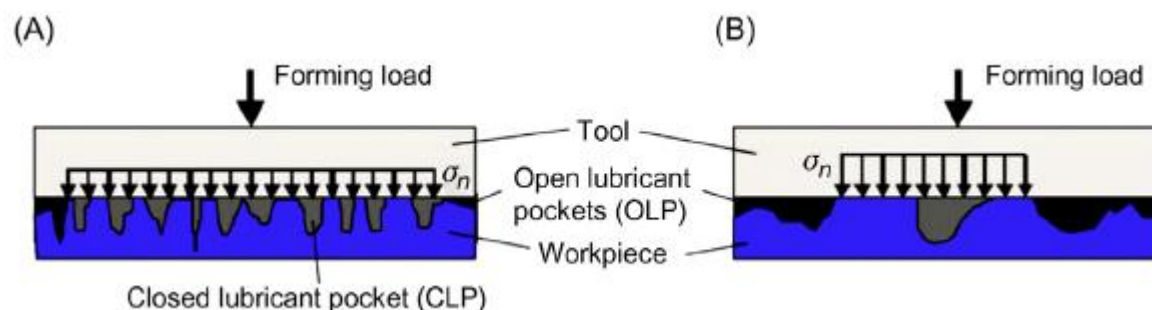 (A)
(B)
Forming load
Forming load
Tool
σn
σn
Open lubricant
pockets (OLP)
Workpiece
Closed lubricant pocket (CLP)